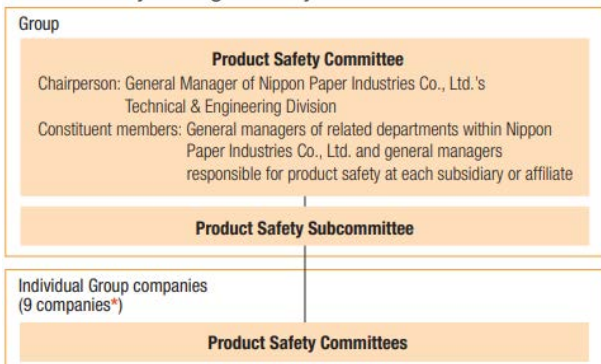 Group
Product Safety Committee
Chairperson: General Manager of Nippon Paper Industries Co., Ltd.'s
Technical & Engineering Division
Constituent members: General managers of related departments within Nippon
Paper Industries Co., Ltd. and general managers
responsible for product safety at each subsidiary or affiliate
Product Safety Subcommittee
Individual Group companies
(9 companies*)
Product Safety Committees